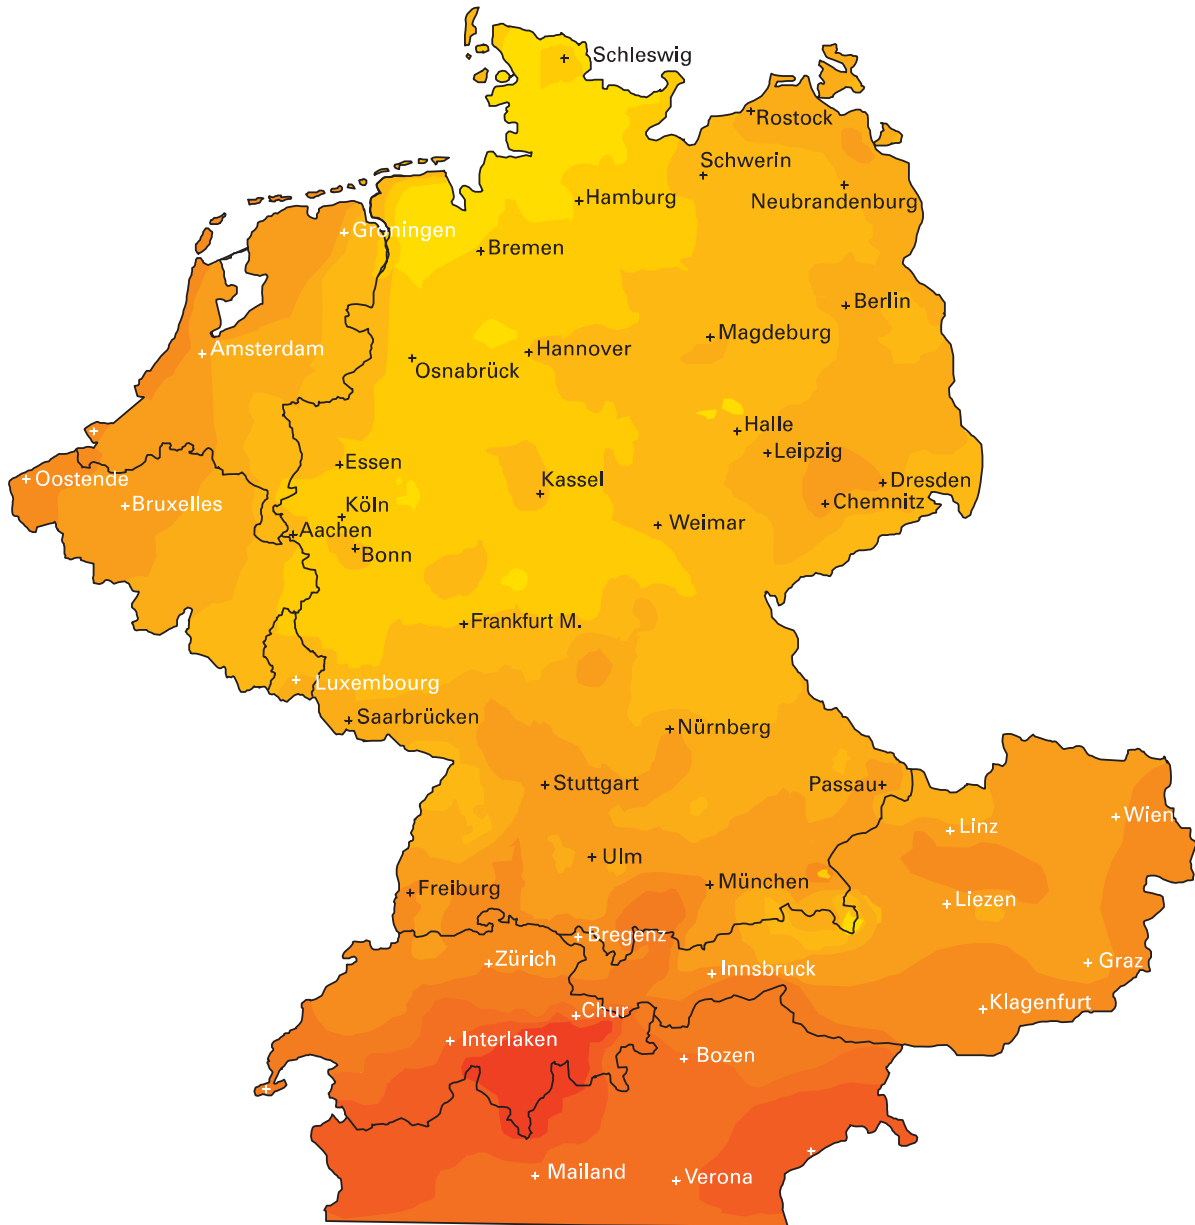 Schleswig
Rostock
Schwerin
Neubrandenburg
Hamburg
Groningen
Bremen
Berlin
Magdeburg
Amsterdam
Hannover
Osnabrück
Halle
Leipzig
Essen
Kassel
Oostende
Dresden
Bruxelles
Köln
Chemnitz
Aachen
Weimar
Bonn
Frankfurt M.
Luxembourg
Saarbrücken
Nürnberg
Stuttgart
Passau
Wien
Linz
Ulm
Freiburg
München
Liezen
Bregenz
Zürich
Innsbruck
Graz
Klagenfurt
Chur
Interlaken
Bozen
Mailand
Verona